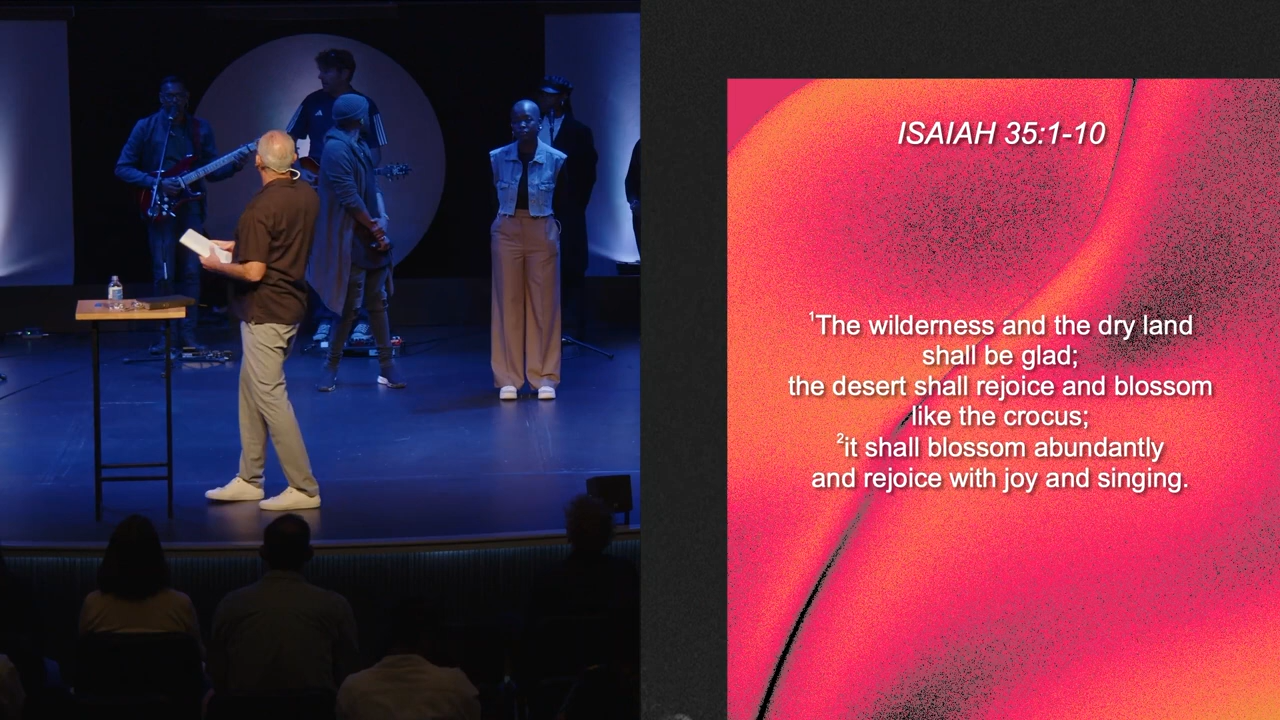 ISAIAH 35:1-10
¹The wilderness and the dry land
shall be glad;
the desert shall rejoice and blossom
like the crocus;
²it shall blossom abundantly
and rejoice with joy and singing.